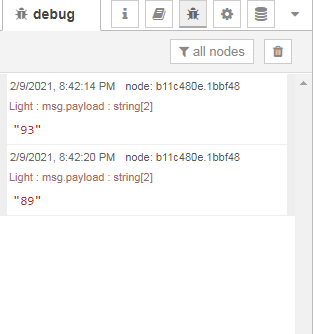 debug
i
all nodes
2/9/2021, 8:42:14 PM node: b11c480e.1bbf48
Light : msg.payload : string[2]
"93"
2/9/2021, 8:42:20 PM node: b11c480e.1bbf48
Light : msg.payload : string[2]
"89"